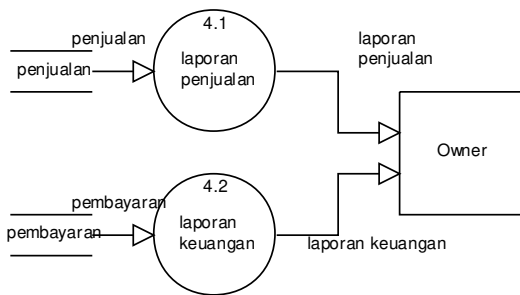 penjualan
penjualan
4.1
laporan
penjualan
laporan
penjualan
Owner
pembayaran
pembayaran
4.2
laporan
keuangan
laporan keuangan